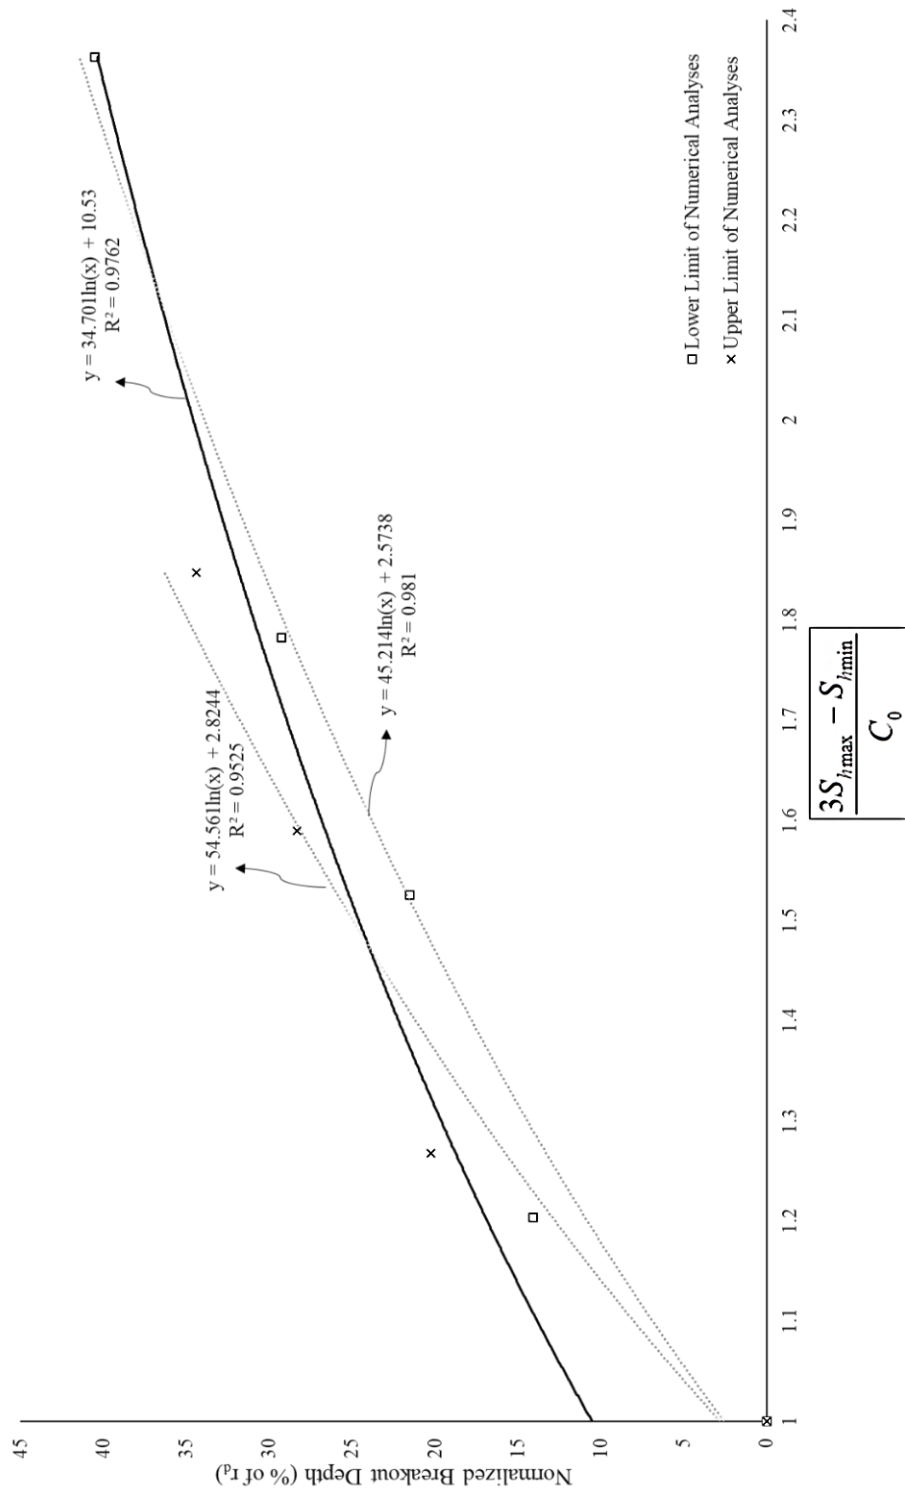 45
40
35
30
25
20
15
10
5
0
Normalized Breakout Depth (% of r_d)
y = 34.701ln(x) + 10.53
R² = 0.9762
y = 54.561ln(x) + 2.8244
R² = 0.9525
y = 45.214ln(x) + 2.5738
R² = 0.981
Lower Limit of Numerical Analyses
Upper Limit of Numerical Analyses
1 1.1 1.2 1.3 1.4 1.5 1.6 1.7 1.8 1.9 2 2.1 2.2 2.3 2.4
3S_hmax − S_hmin
C₀